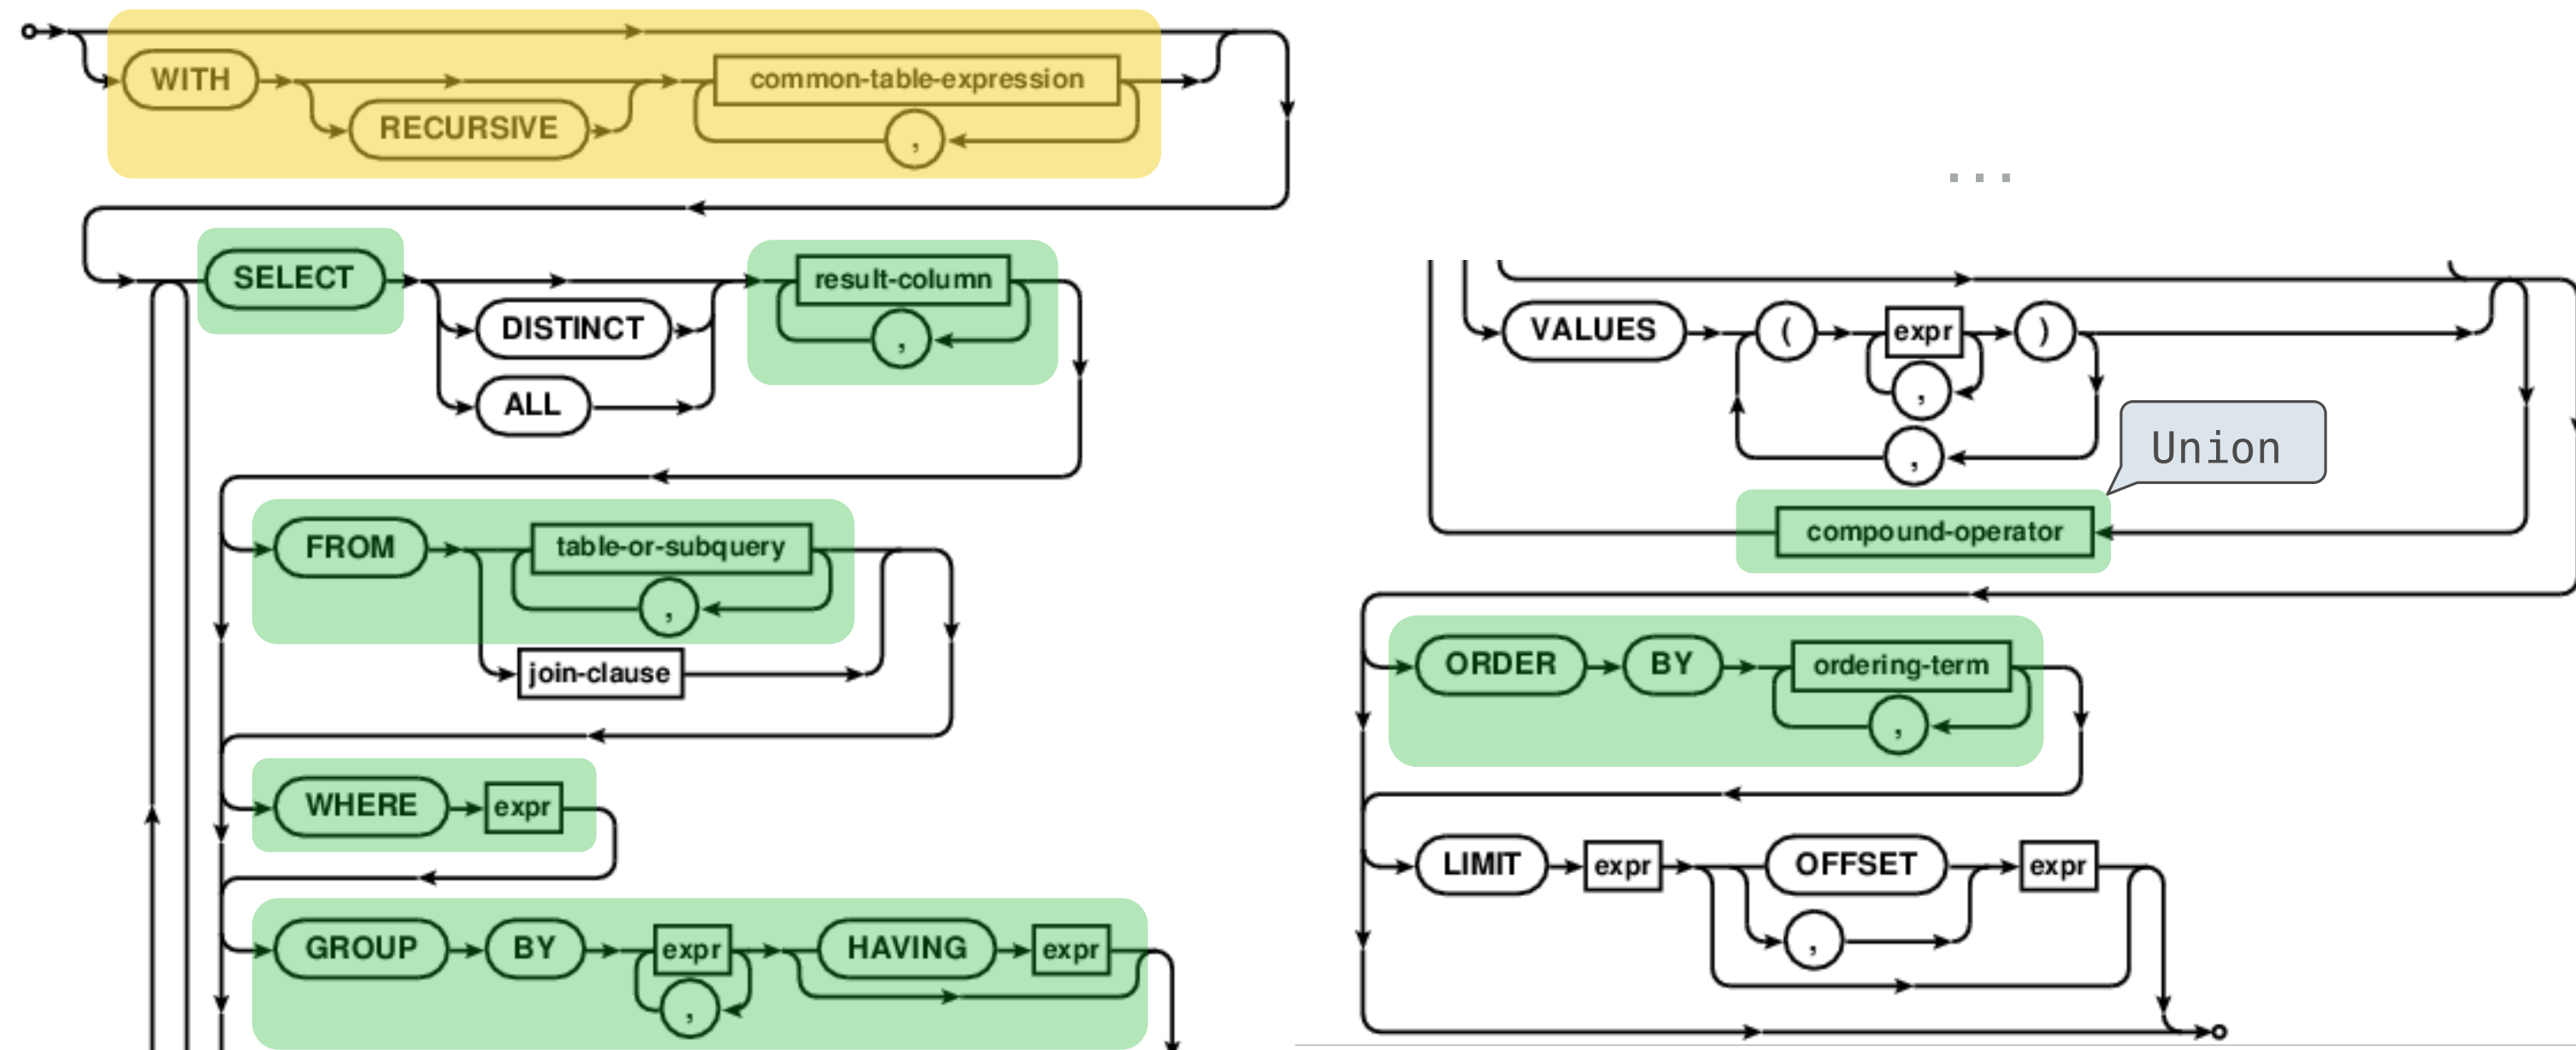 WITH common-table-expression
RECURSIVE ,
SELECT result-column
DISTINCT ,
ALL
FROM table-or-subquery
,
join-clause
WHERE expr
GROUP BY expr HAVING expr
,
...
VALUES ( expr )
,
,
Union
compound-operator
ORDER BY ordering-term
,
LIMIT expr OFFSET expr
,